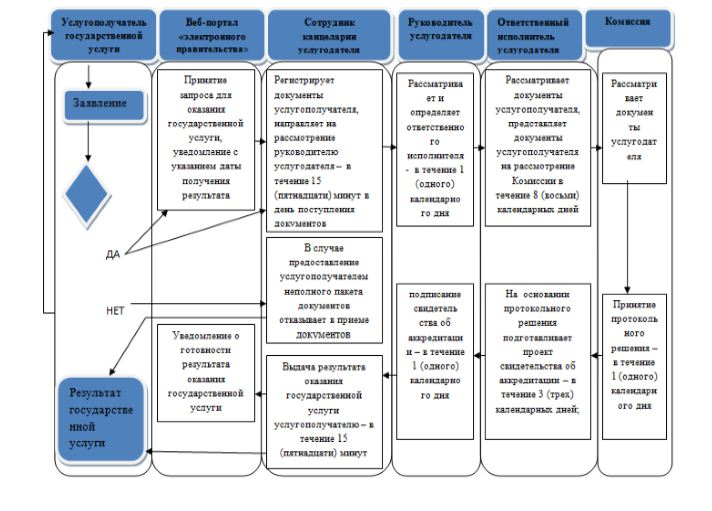 Услугополучатель
государственной
услуги
Веб-портал
«электронного
правительства»
Сотрудник
канцелярии
услугодателя
Руководитель
услугодателя
Ответственный
исполнитель
услугодателя
Комиссия
Заявление
Принятие
запроса для
оказания
государственной
услуги,
уведомление с
указанием даты
получения
результата
Регистрирует
документы
услугополучателя,
направляет на
рассмотрение
руководителю
услугодателя – в
течение 15
(пятнадцати) минут в
день поступления
документов
Рассматрива
ет и
определяет
ответственно
го
исполнителя
- в течение 1
(одного)
календарно
го дня
Рассматривает
документы
услугополучателя,
представляет
документы
услугополучателя
на рассмотрение
Комиссии в
течение 8 (восьми)
календарных дней
Рассматри
вает
докумен
ты
услугодат
еля
ДА
НЕТ
В случае
предоставление
услугополучателем
неполного пакета
документов
отказывает в приеме
документов
подписание
свидетель
ства об
аккредитаци
и – в течение
1 (одного)
календарно
го дня
На основании
протокольного
решения
подготавливает
проект
свидетельства об
аккредитации – в
течение 3 (трех)
календарных дней;
Принятие
протоколь
ного
решения – в
течение
1 (одного)
календарн
ого дня
Уведомление о
готовности
результата
оказания
государственной
услуги
Выдача результата
оказания
государственной
услуги
услугополучателю – в
течение 15
(пятнадцати) минут
Результат
государстве
нной
услуги